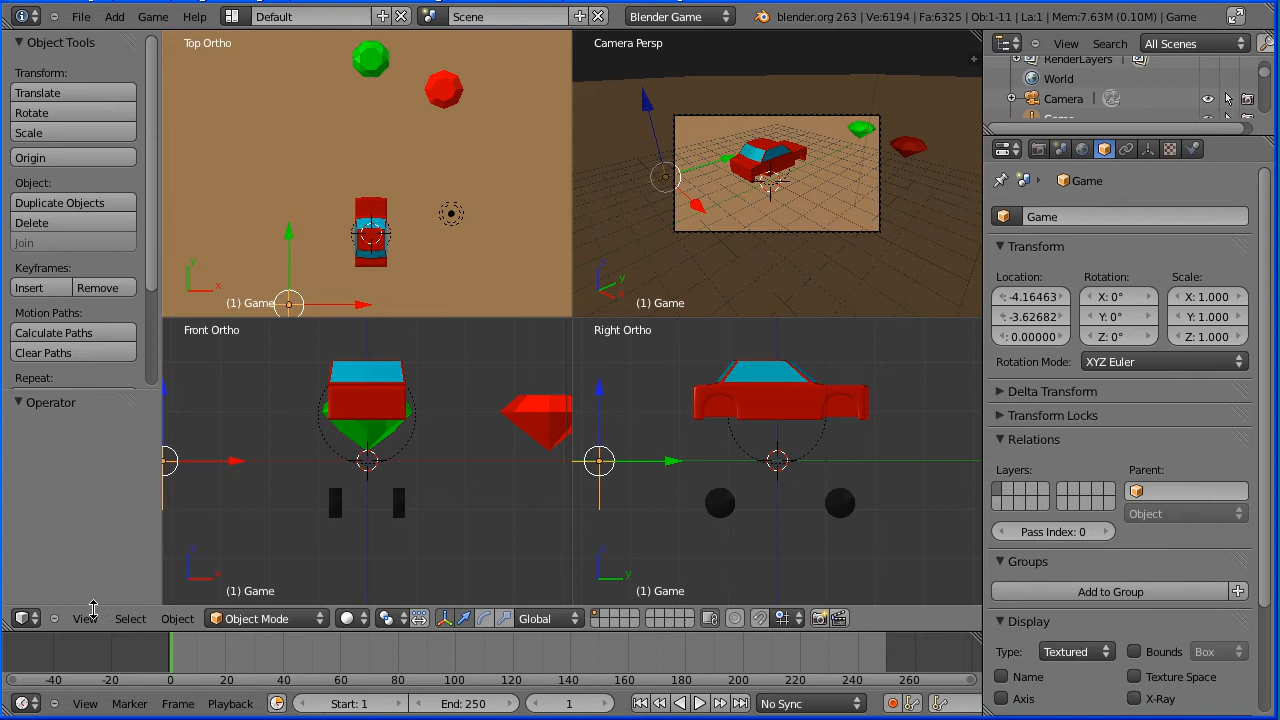 File Add Game Help Default Scene Blender Game blender.org 263 | Ve:6194 | Fa:6325 | Ob:1-11 | La:1 | Mem:7.63M (0.10M) | Game
Object Tools
Transform:
Translate
Rotate
Scale
Origin
Object:
Duplicate Objects
Delete
Join
Keyframes:
Insert Remove
Motion Paths:
Calculate Paths
Clear Paths
Repeat:
Operator
Top Ortho
y
x
(1) Game
Camera Persp
z
y
x
(1) Game
Front Ortho
z
x
(1) Game
Right Ortho
z
y
(1) Game
View Select Object Object Mode Global
-40 -20 0 20 40 60 80 100 120 140 160 180 200 220 240 260
View Marker Frame Playback Start: 1 End: 250 1 No Sync
View Search All Scenes
RenderLayers
World
Camera
Game
Game
Transform
Location: Rotation: Scale:
: -4.16463 X: 0° X: 1.000
: -3.62682 Y: 0° Y: 1.000
: 0.00000 Z: 0° Z: 1.000
Rotation Mode: XYZ Euler
Delta Transform
Transform Locks
Relations
Layers: Parent:
Object
Pass Index: 0
Groups
Add to Group
Display
Type: Textured Bounds Box
Name Texture Space
Axis X-Ray